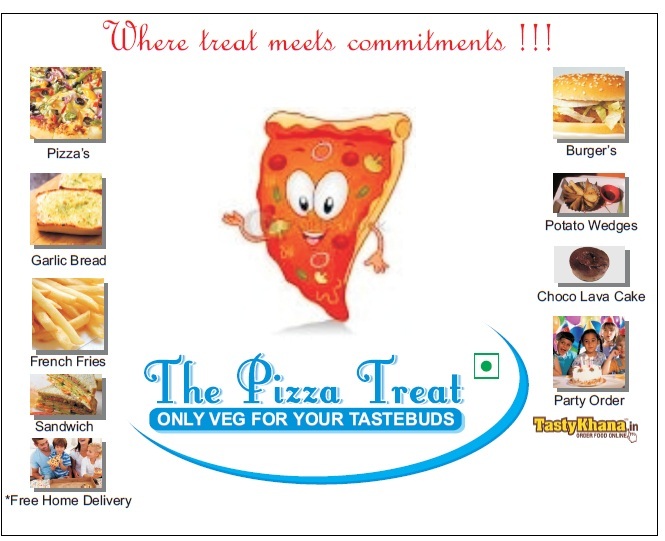 Where treat meets commitments !!!
Pizza's
Garlic Bread
French Fries
Sandwich
*Free Home Delivery
The Pizza Treat
ONLY VEG FOR YOUR TASTEBUDS
Burger's
Potato Wedges
Choco Lava Cake
Party Order
TastyKhana.in
ORDER FOOD ONLINE